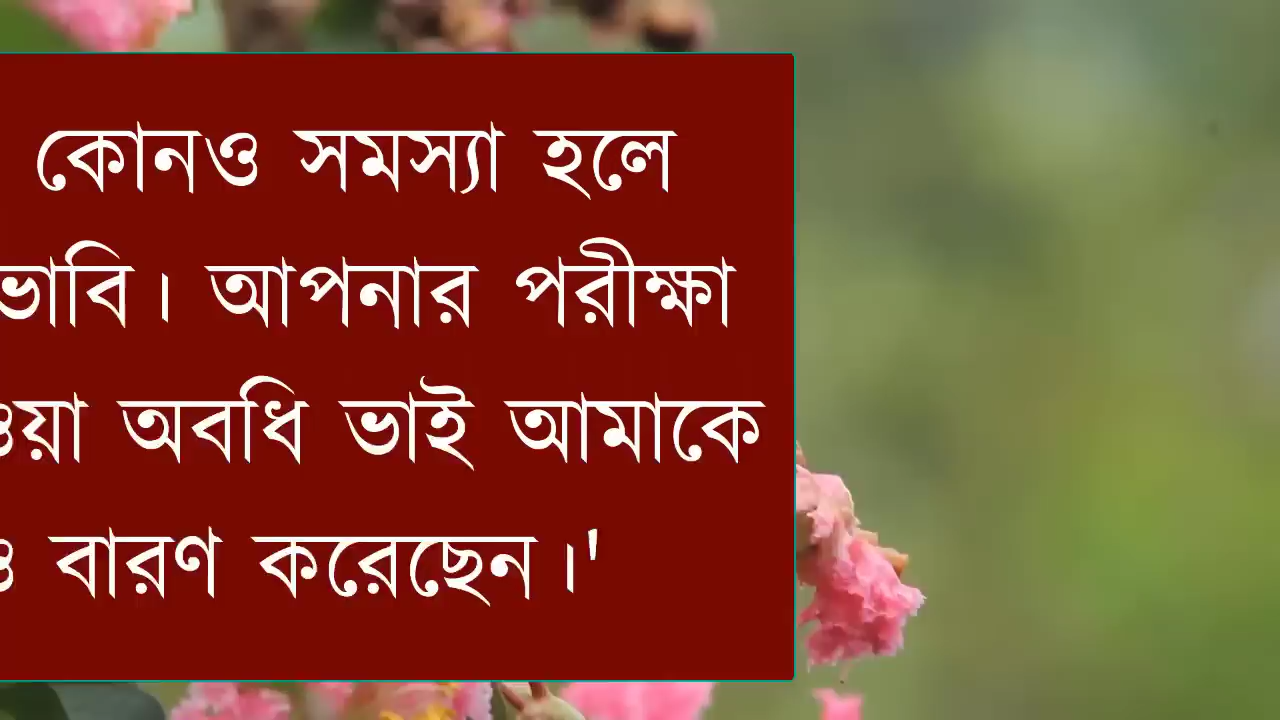 কোনও সমস্যা হলে
ভাবি। আপনার পরীক্ষা
অবধি ভাই আমাকে
বারণ করেছেন।'